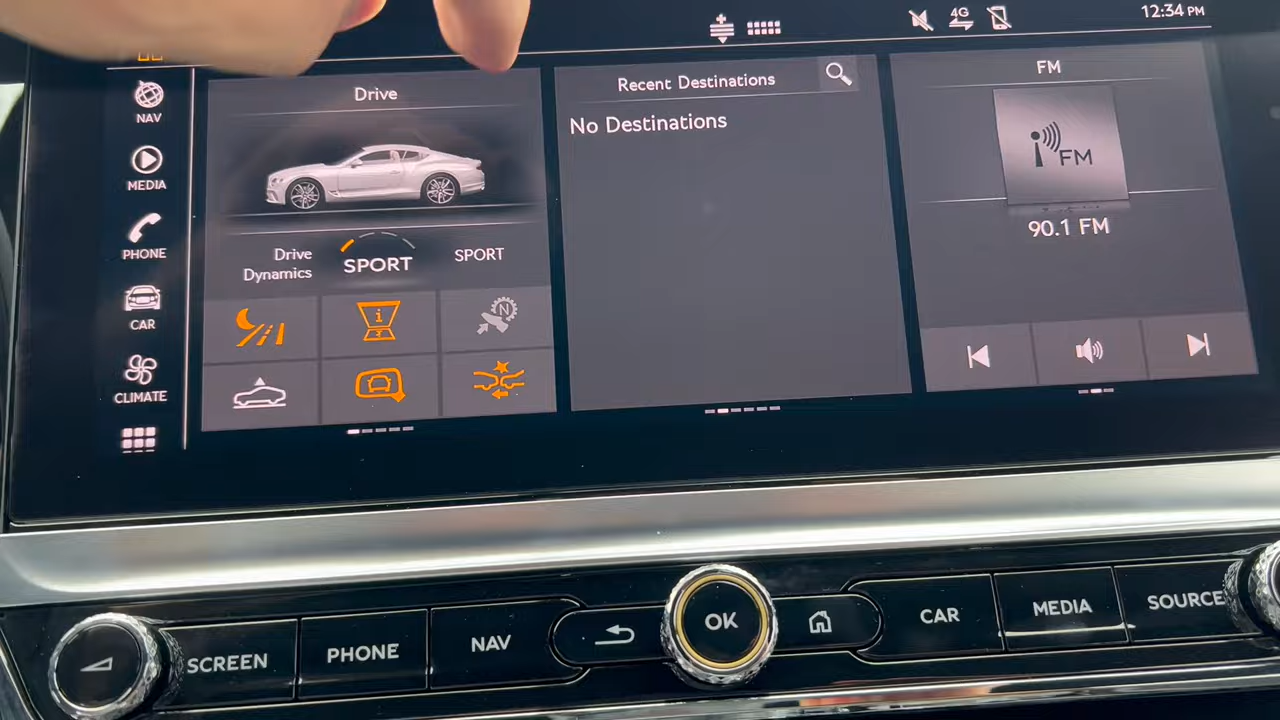 4G
12:34 PM
NAV
MEDIA
PHONE
CAR
CLIMATE
Drive
Drive
Dynamics
SPORT
SPORT
i
N
Recent Destinations
No Destinations
FM
FM
90.1 FM
SCREEN
PHONE
NAV
OK
CAR
MEDIA
SOURCE